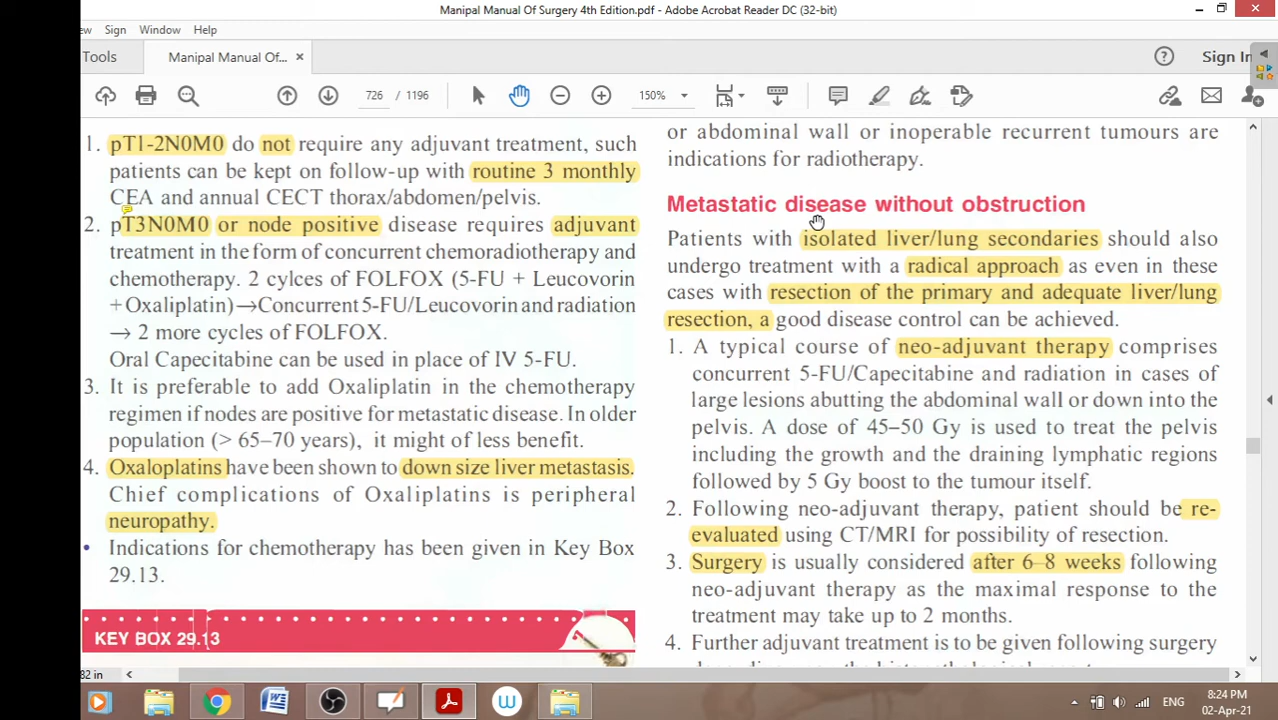 Manipal Manual Of Surgery 4th Edition.pdf - Adobe Acrobat Reader DC (32-bit)
ew Sign Window Help
Tools Manipal Manual Of... × Sign In
726 / 1196 150%
1. pT1-2N0M0 do not require any adjuvant treatment, such
patients can be kept on follow-up with routine 3 monthly
CEA and annual CECT thorax/abdomen/pelvis.
2. pT3N0M0 or node positive disease requires adjuvant
treatment in the form of concurrent chemoradiotherapy and
chemotherapy. 2 cylces of FOLFOX (5-FU + Leucovorin
+Oxaliplatin)→Concurrent 5-FU/Leucovorin and radiation
→ 2 more cycles of FOLFOX.
Oral Capecitabine can be used in place of IV 5-FU.
3. It is preferable to add Oxaliplatin in the chemotherapy
regimen if nodes are positive for metastatic disease. In older
population (> 65–70 years), it might of less benefit.
4. Oxaloplatins have been shown to down size liver metastasis.
Chief complications of Oxaliplatins is peripheral
neuropathy.
• Indications for chemotherapy has been given in Key Box
29.13.
KEY BOX 29.13
or abdominal wall or inoperable recurrent tumours are
indications for radiotherapy.
Metastatic disease without obstruction
Patients with isolated liver/lung secondaries should also
undergo treatment with a radical approach as even in these
cases with resection of the primary and adequate liver/lung
resection, a good disease control can be achieved.
1. A typical course of neo-adjuvant therapy comprises
concurrent 5-FU/Capecitabine and radiation in cases of
large lesions abutting the abdominal wall or down into the
pelvis. A dose of 45–50 Gy is used to treat the pelvis
including the growth and the draining lymphatic regions
followed by 5 Gy boost to the tumour itself.
2. Following neo-adjuvant therapy, patient should be re-
evaluated using CT/MRI for possibility of resection.
3. Surgery is usually considered after 6–8 weeks following
neo-adjuvant therapy as the maximal response to the
treatment may take up to 2 months.
4. Further adjuvant treatment is to be given following surgery
82 in
ENG
8:24 PM
02-Apr-21